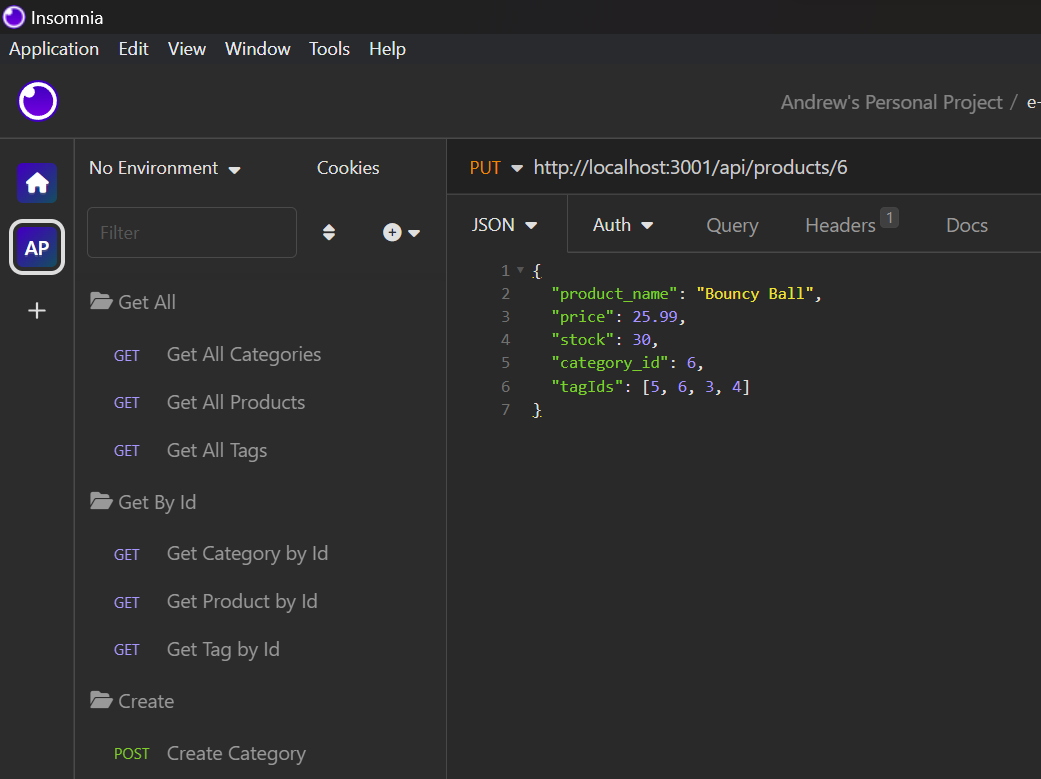 Insomnia
Application Edit View Window Tools Help
Andrew's Personal Project / e-
AP
No Environment Cookies
Filter
Get All
GET Get All Categories
GET Get All Products
GET Get All Tags
Get By Id
GET Get Category by Id
GET Get Product by Id
GET Get Tag by Id
Create
POST Create Category
PUT http://localhost:3001/api/products/6
JSON Auth Query Headers 1 Docs
1 {
2 "product_name": "Bouncy Ball",
3 "price": 25.99,
4 "stock": 30,
5 "category_id": 6,
6 "tagIds": [5, 6, 3, 4]
7 }